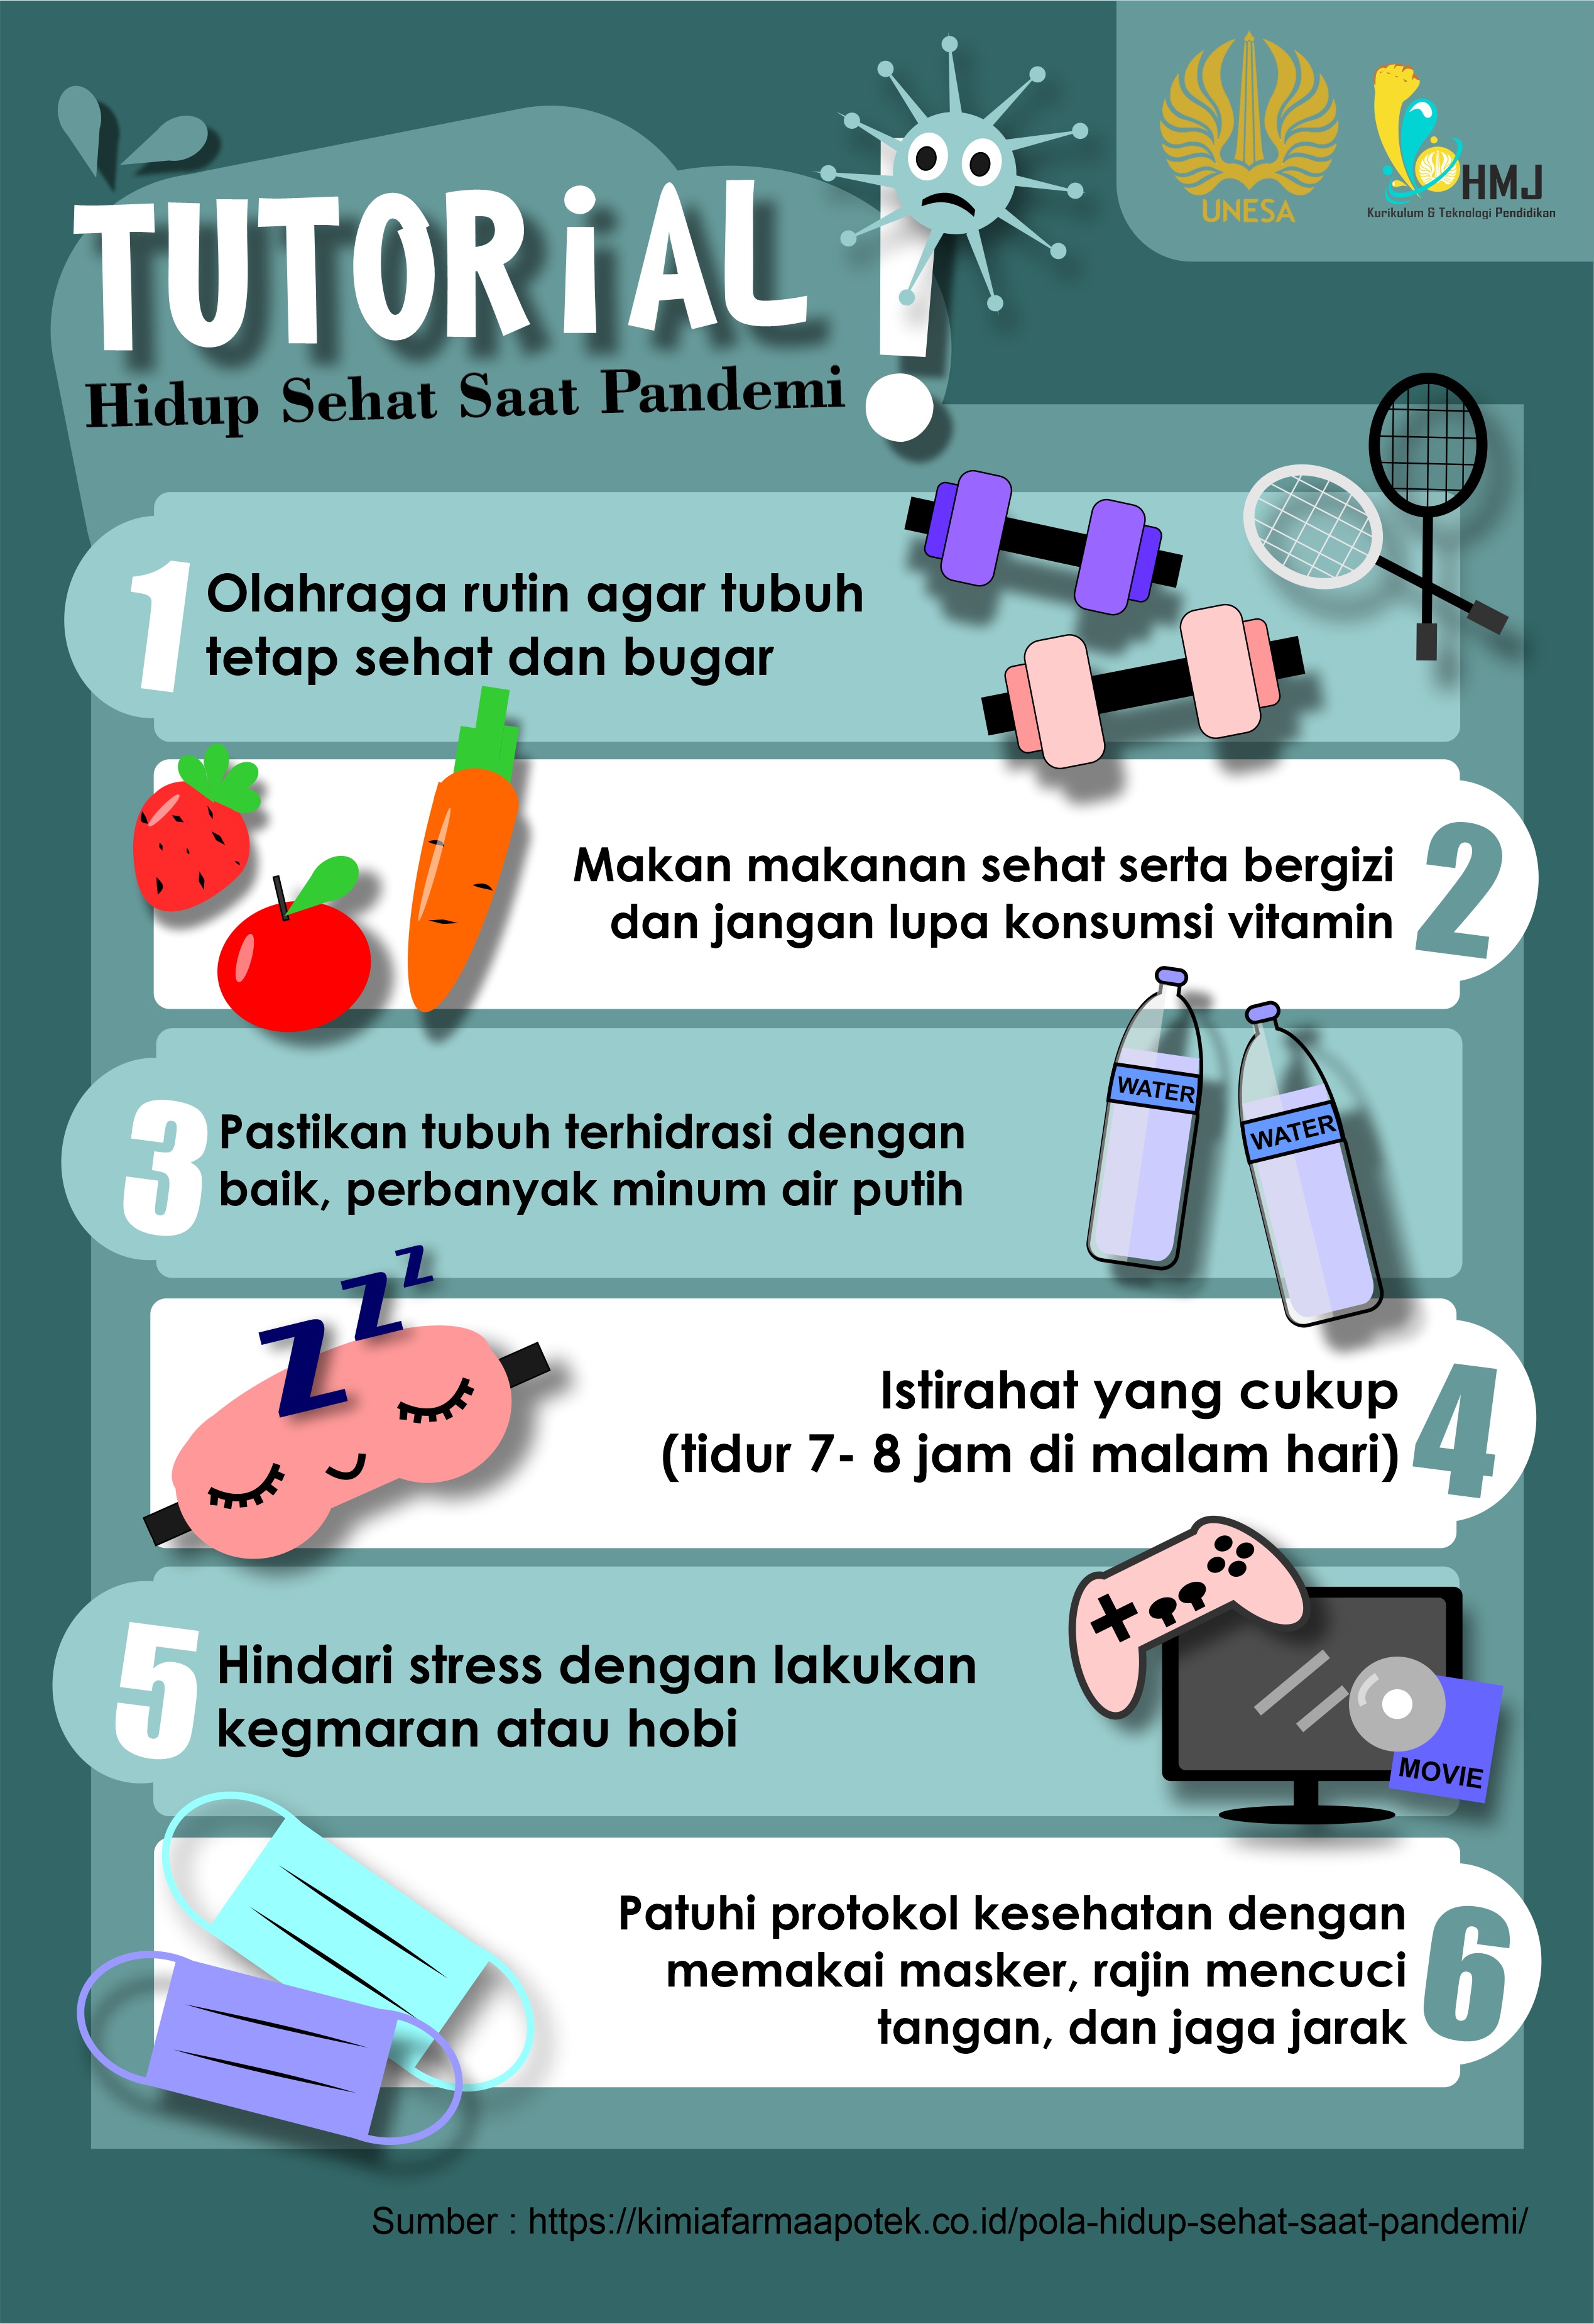 TUTORiAL!
Hidup Sehat Saat Pandemi
UNESA
HMJ
Kurikulum & Teknologi Pendidikan
1
Olahraga rutin agar tubuh
tetap sehat dan bugar
2
Makan makanan sehat serta bergizi
dan jangan lupa konsumsi vitamin
3
Pastikan tubuh terhidrasi dengan
baik, perbanyak minum air putih
WATER
WATER
z
z
z
4
Istirahat yang cukup
(tidur 7- 8 jam di malam hari)
5
Hindari stress dengan lakukan
kegmaran atau hobi
MOVIE
6
Patuhi protokol kesehatan dengan
memakai masker, rajin mencuci
tangan, dan jaga jarak
Sumber : https://kimiafarmaapotek.co.id/pola-hidup-sehat-saat-pandemi/